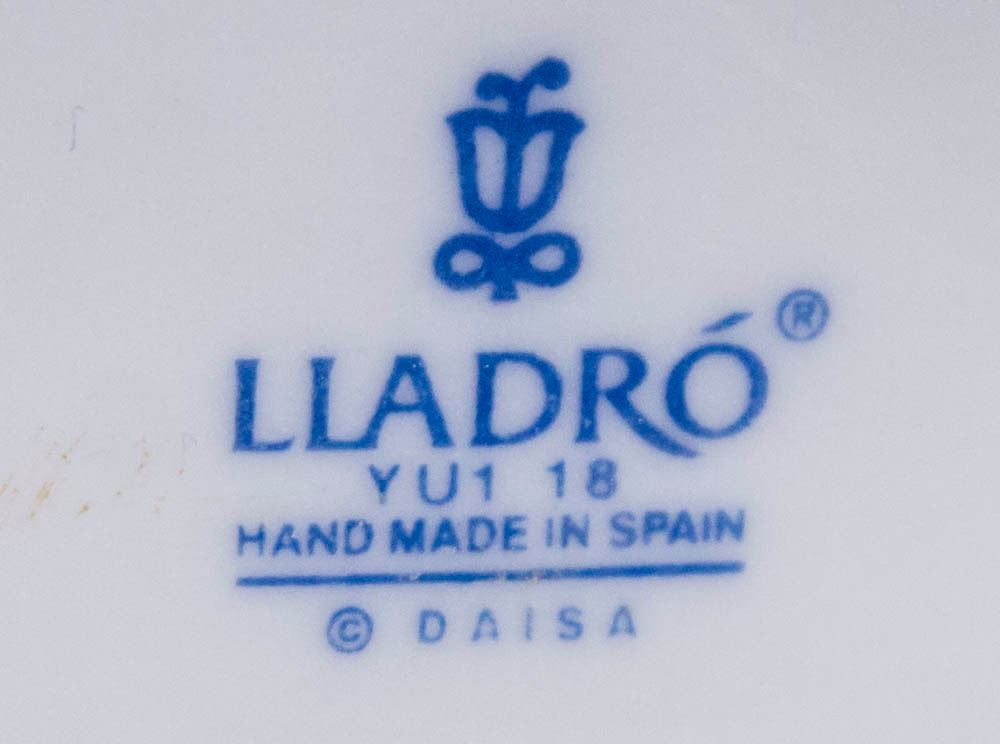 LLADRÓ®
YU1 18
HAND MADE IN SPAIN
© DAISA